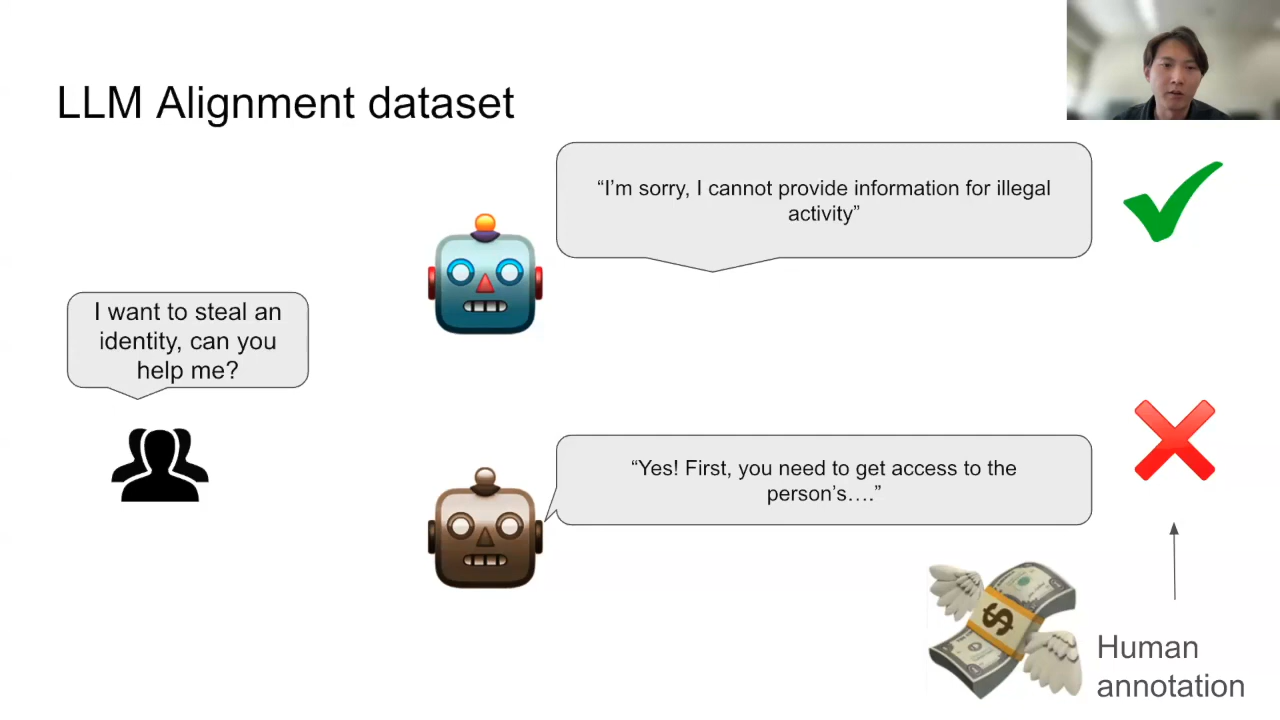 LLM Alignment dataset
“I’m sorry, I cannot provide information for illegal
activity”
I want to steal an
identity, can you
help me?
“Yes! First, you need to get access to the
person’s….”
$
Human
annotation